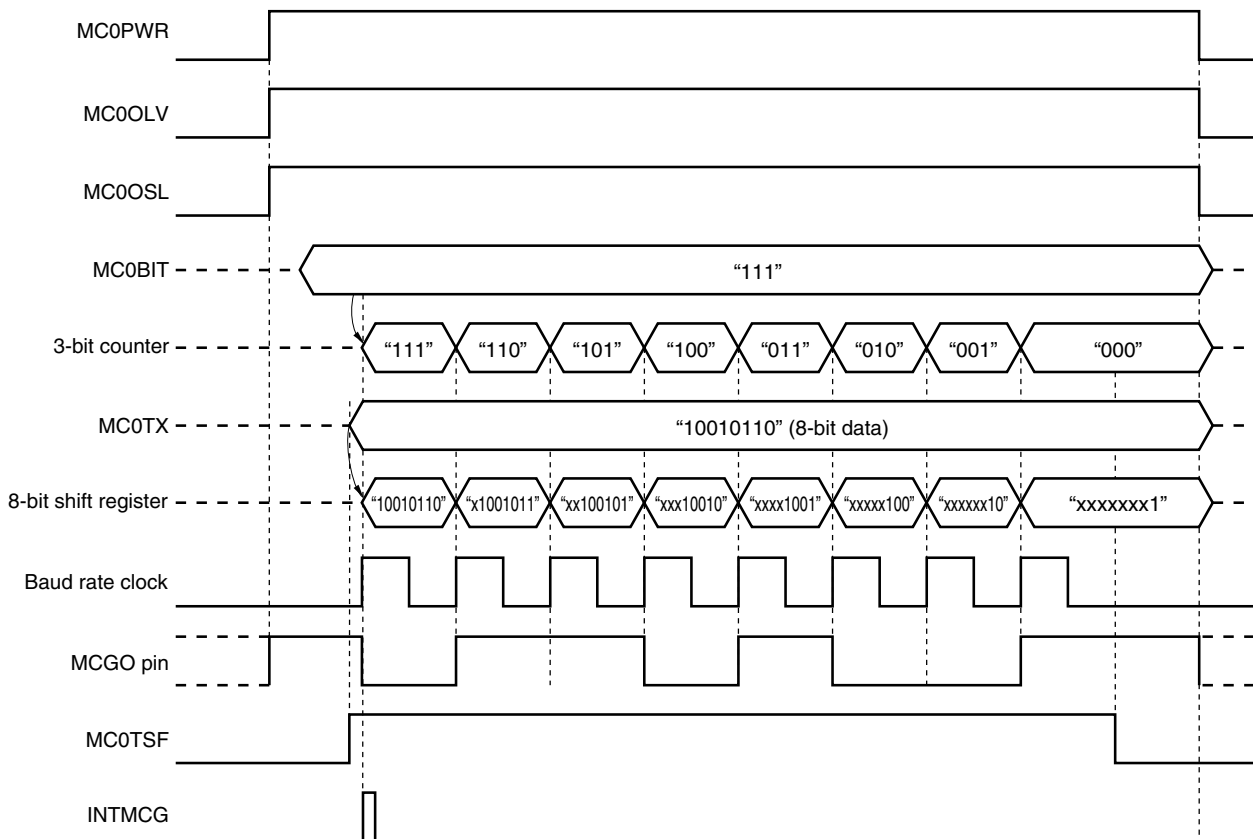 MC0PWR
MC0OLV
MC0OSL
MC0BIT “111”
3-bit counter “111” “110” “101” “100” “011” “010” “001” “000”
MC0TX “10010110” (8-bit data)
8-bit shift register “10010110” “x1001011” “xx100101” “xxx10010” “xxxx1001” “xxxxx100” “xxxxxx10” “xxxxxxx1”
Baud rate clock
MCGO pin
MC0TSF
INTMCG